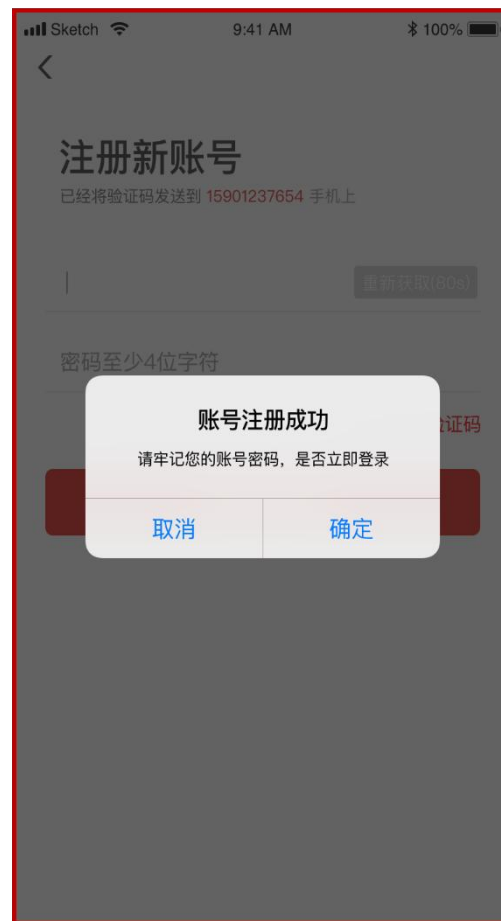 Sketch 9:41 AM 100%
注册新账号
已经将验证码发送到 15901237654 手机上
重新获取(80s)
密码至少4位字符
验证码
账号注册成功
请牢记您的账号密码，是否立即登录
取消 确定